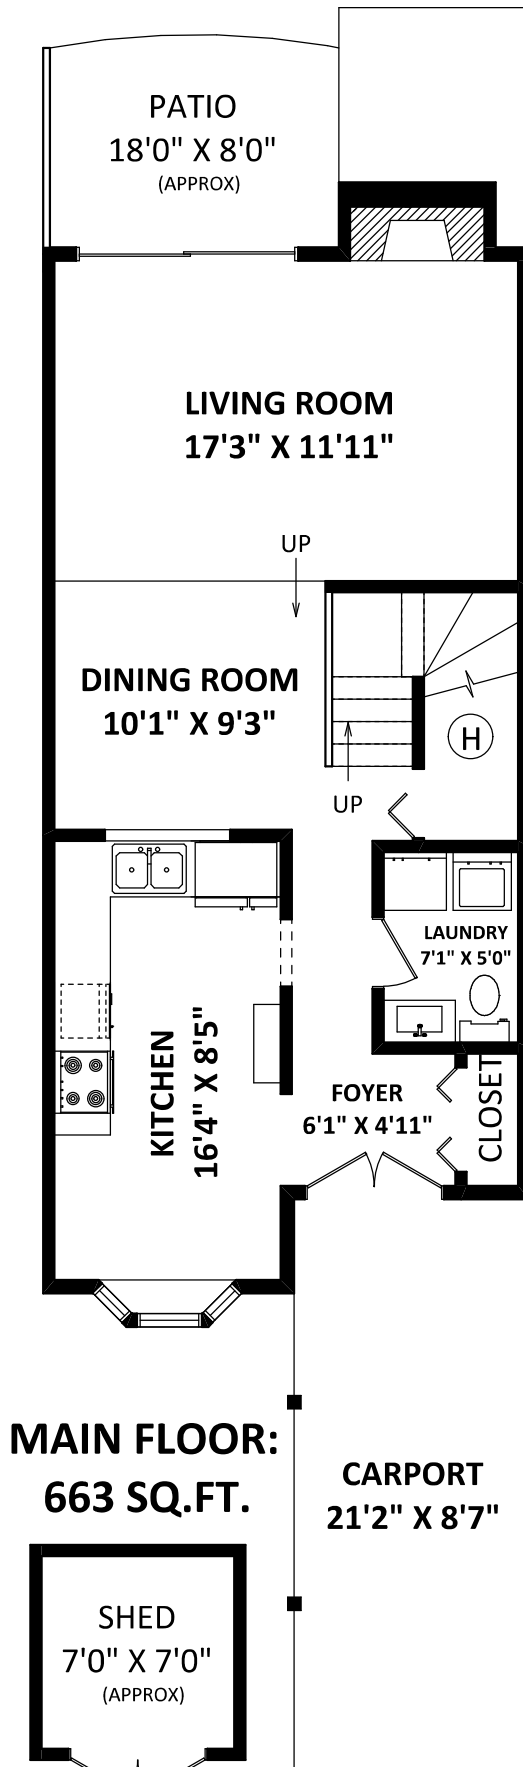 PATIO
18'0" X 8'0"
(APPROX)
LIVING ROOM
17'3" X 11'11"
UP
DINING ROOM
10'1" X 9'3"
H
UP
LAUNDRY
7'1" X 5'0"
KITCHEN
16'4" X 8'5"
FOYER
6'1" X 4'11"
CLOSET
MAIN FLOOR:
663 SQ.FT.
CARPORT
21'2" X 8'7"
SHED
7'0" X 7'0"
(APPROX)